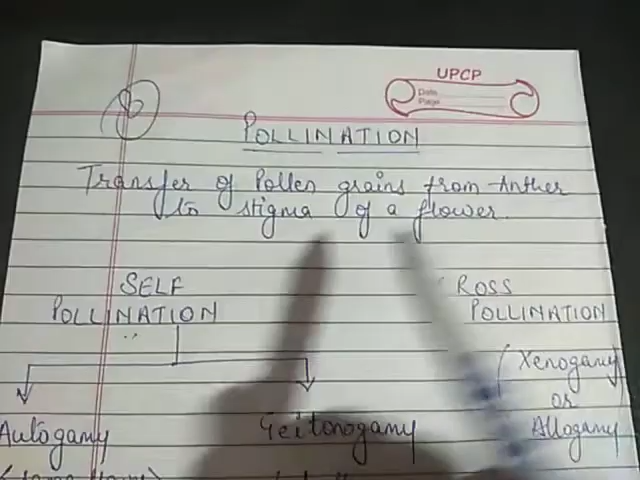 UPCP
Date
Page
POLLINATION
Transfer of Pollen grains from Anther
to stigma of a flower.
SELF
POLLINATION
ROSS
POLLINATION
(Xenogamy
or
Allogamy)
Autogamy
Geitonogamy